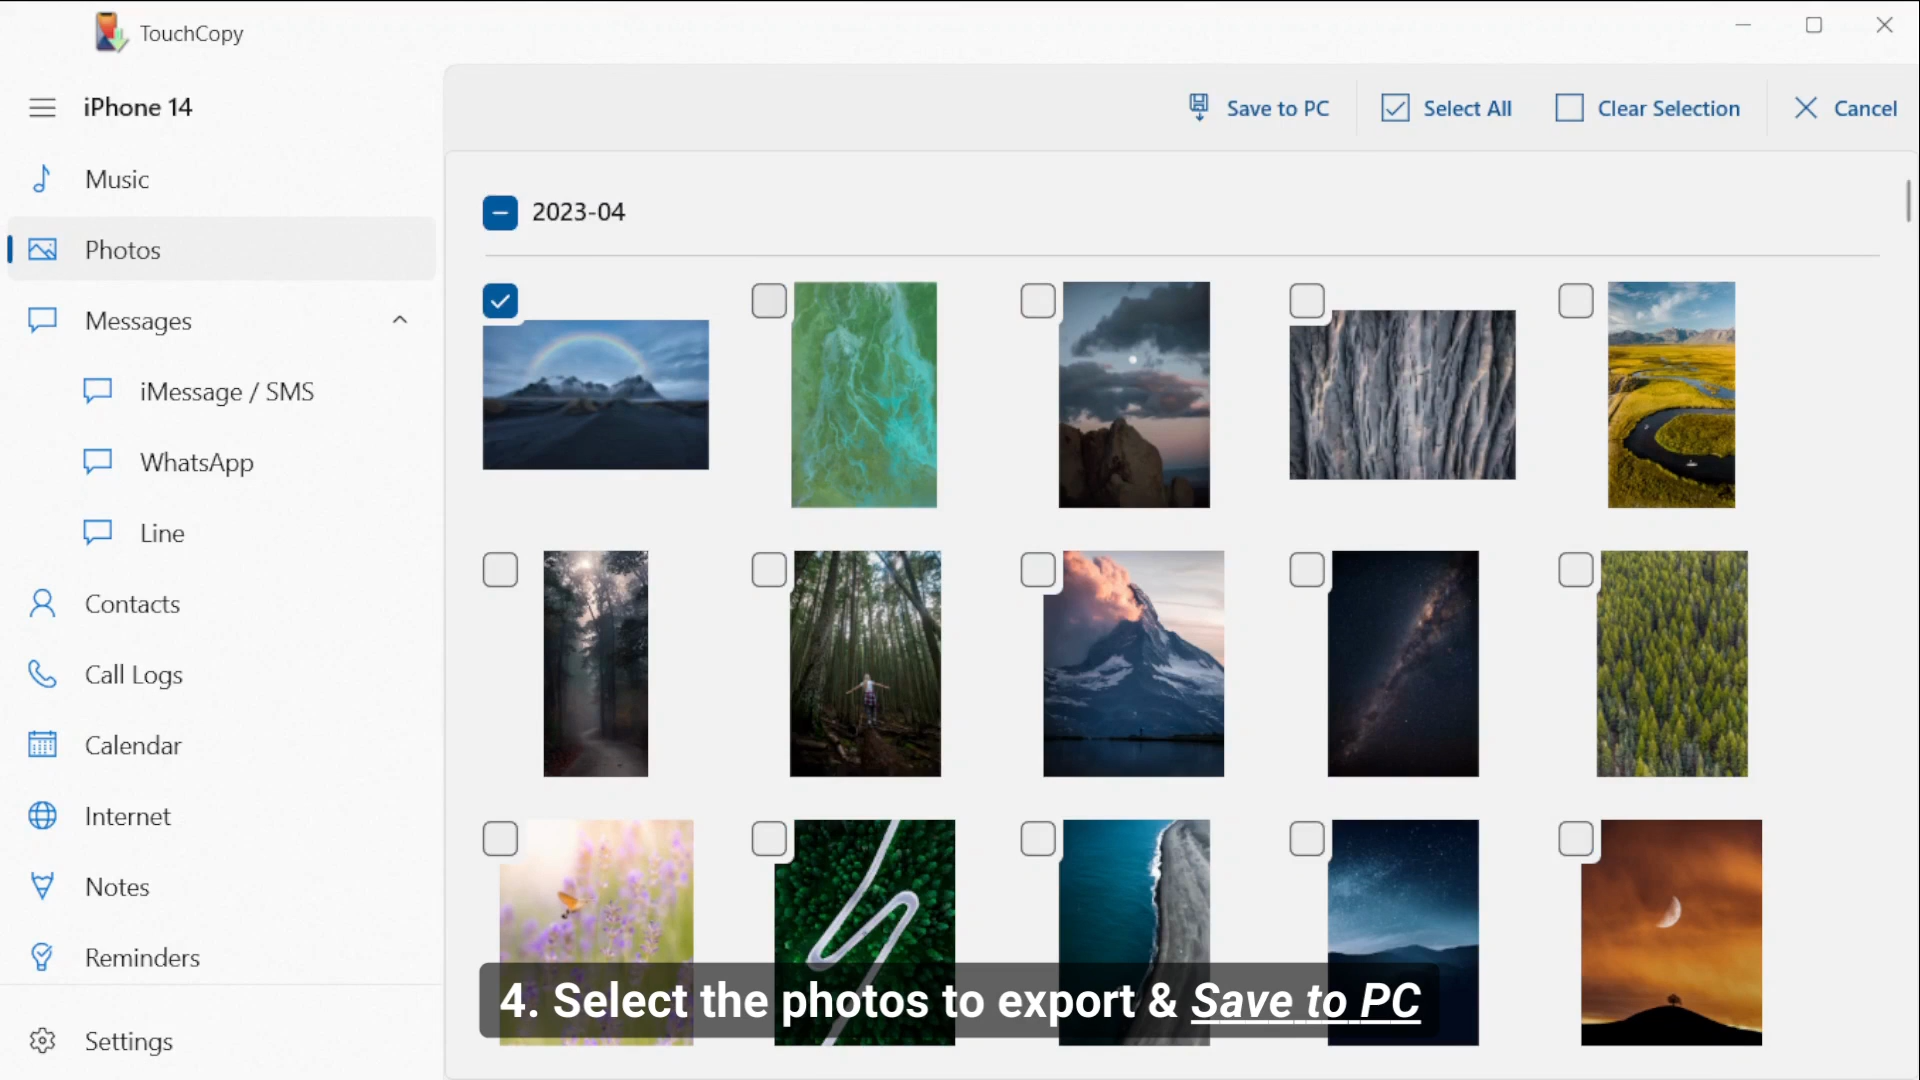 TouchCopy
iPhone 14
Save to PC
Select All
Clear Selection
Cancel
Music
Photos
Messages
iMessage / SMS
WhatsApp
Line
Contacts
Call Logs
Calendar
Internet
Notes
Reminders
Settings
2023-04
4. Select the photos to export & Save to PC